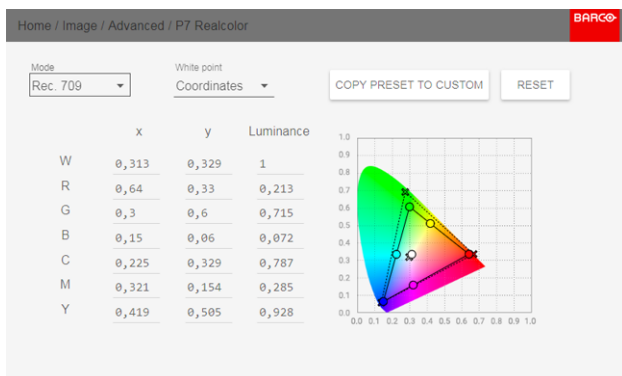 Home / Image / Advanced / P7 Realcolor
BARCO
Mode
White point
Rec. 709
Coordinates
COPY PRESET TO CUSTOM
RESET
x y Luminance
W 0,313 0,329 1
R 0,64 0,33 0,213
G 0,3 0,6 0,715
B 0,15 0,06 0,072
C 0,225 0,329 0,787
M 0,321 0,154 0,285
Y 0,419 0,505 0,928
1.0
0.9
0.8
0.7
0.6
0.5
0.4
0.3
0.2
0.1
0.0
0.0 0.1 0.2 0.3 0.4 0.5 0.6 0.7 0.8 0.9 1.0